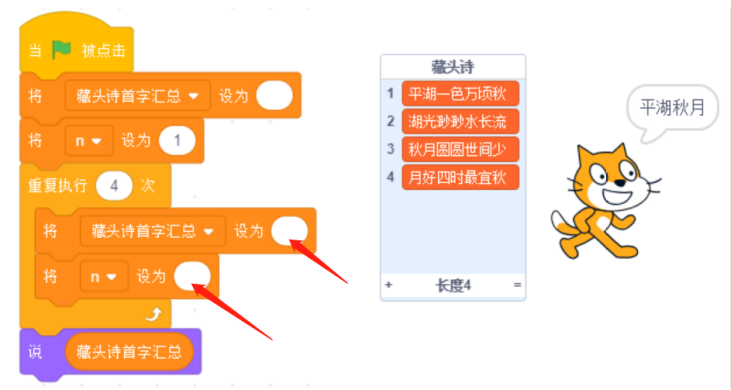 当 被点击
将 藏头诗首字汇总 设为
将 n 设为 1
重复执行 4 次
将 藏头诗首字汇总 设为
将 n 设为
说 藏头诗首字汇总
藏头诗
1 平湖一色万顷秋
2 湖光渺渺水长流
3 秋月圆圆世间少
4 月好四时最宜秋
+ 长度4 =
平湖秋月